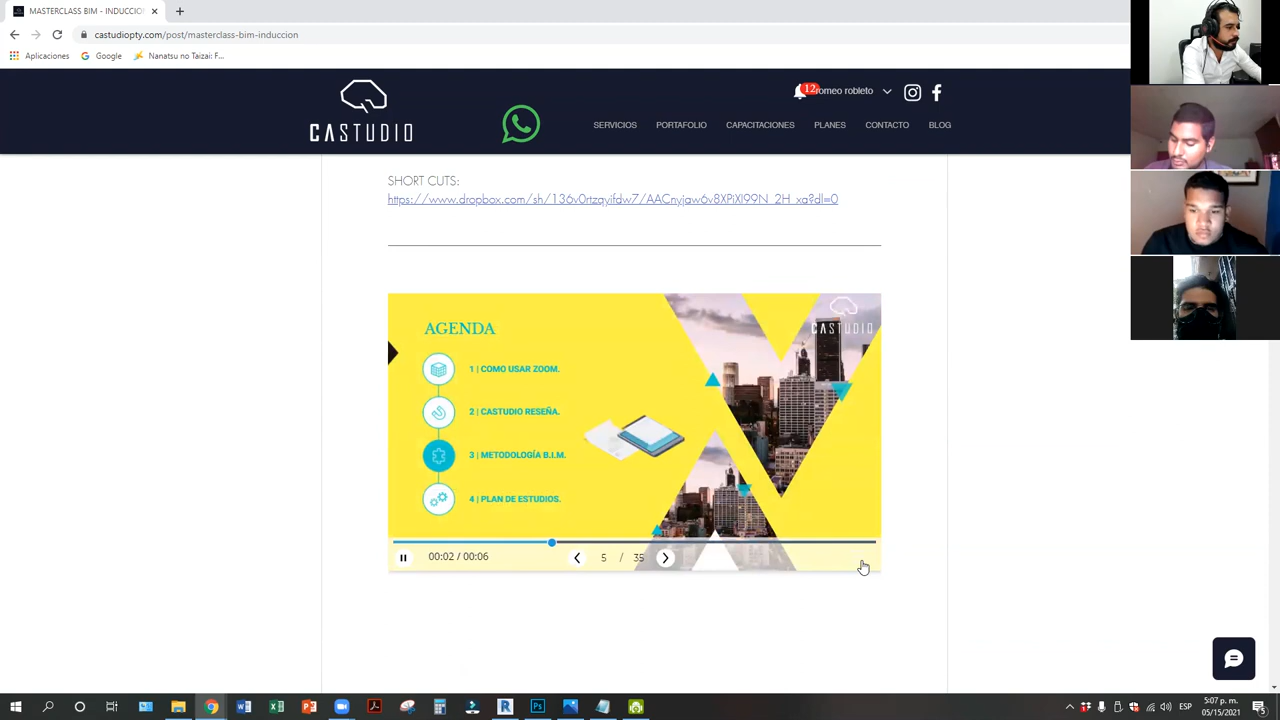 MASTERCLASS BIM - INDUCCION
castudiopty.com/post/masterclass-bim-induccion
Aplicaciones Google Nanatsu no Taizai: F...
CASTUDIO
12 romeo robleto
SERVICIOS PORTAFOLIO CAPACITACIONES PLANES CONTACTO BLOG
SHORT CUTS:
AGENDA
CASTUDIO
1 | COMO USAR ZOOM.
2 | CASTUDIO RESEÑA.
3 | METODOLOGÍA B.I.M.
4 | PLAN DE ESTUDIOS.
00:02 / 00:06
5 / 35
ESP
5:07 p. m.
05/15/2021
5